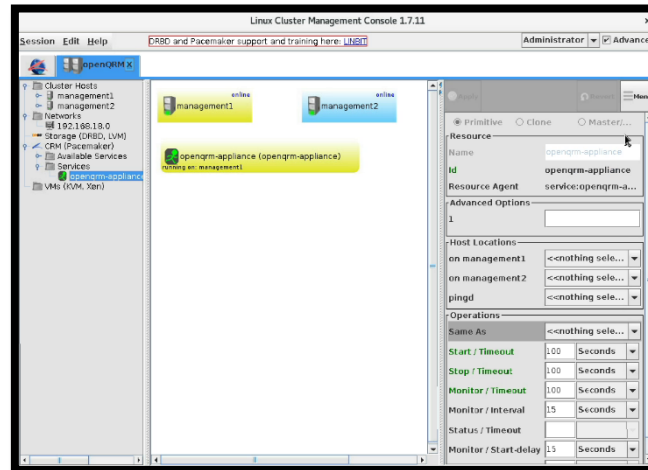 Linux Cluster Management Console 1.7.11
Session Edit Help
DRBD and Pacemaker support and training here: LINBIT
Administrator
Advance
openQRM X
Cluster Hosts
management1
management2
Networks
192.168.18.0
Storage (DRBD, LVM)
CRM (Pacemaker)
Available Services
Services
openqrm-appliance
VMs (KVM, Xen)
online
management1
online
management2
openqrm-appliance (openqrm-appliance)
running on: management1
Apply
Men
Primitive Clone Master/...
Resource
Name openqrm-appliance
Id openqrm-appliance
Resource Agent service:openqrm-a...
Advanced Options
1
Host Locations
on management1 <<nothing sele...
on management2 <<nothing sele...
pingd <<nothing sele...
Operations
Same As <<nothing sele...
Start / Timeout 100 Seconds
Stop / Timeout 100 Seconds
Monitor / Timeout 100 Seconds
Monitor / Interval 15 Seconds
Status / Timeout
Monitor / Start-delay 15 Seconds